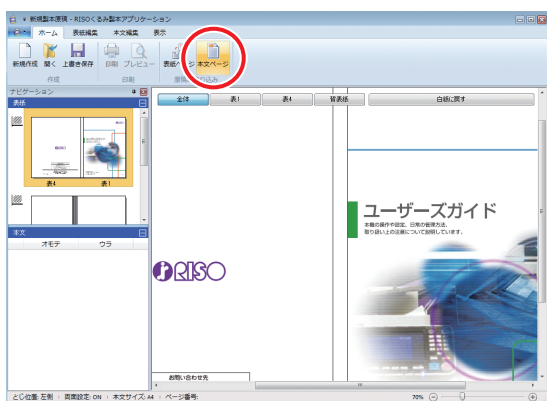 新規製本原稿 - RISOくるみ製本アプリケーション
ホーム 表紙編集 本文編集 表示
新規作成 開く 上書き保存 印刷 プレビュー 表紙ページ 本文ページ
作成 印刷 原稿取り込み
ナビゲーション
表紙
全体 表1 表4 背表紙 白紙に戻す
表4 表1
本文
オモテ ウラ
RISO
ユーザーズガイド
本機の操作や設定、日常の管理方法、
取り扱い上の注意について説明しています。
お問い合わせ先
とじ位置: 左側 両面設定: ON 本文サイズ: A4 ページ番号: 70%